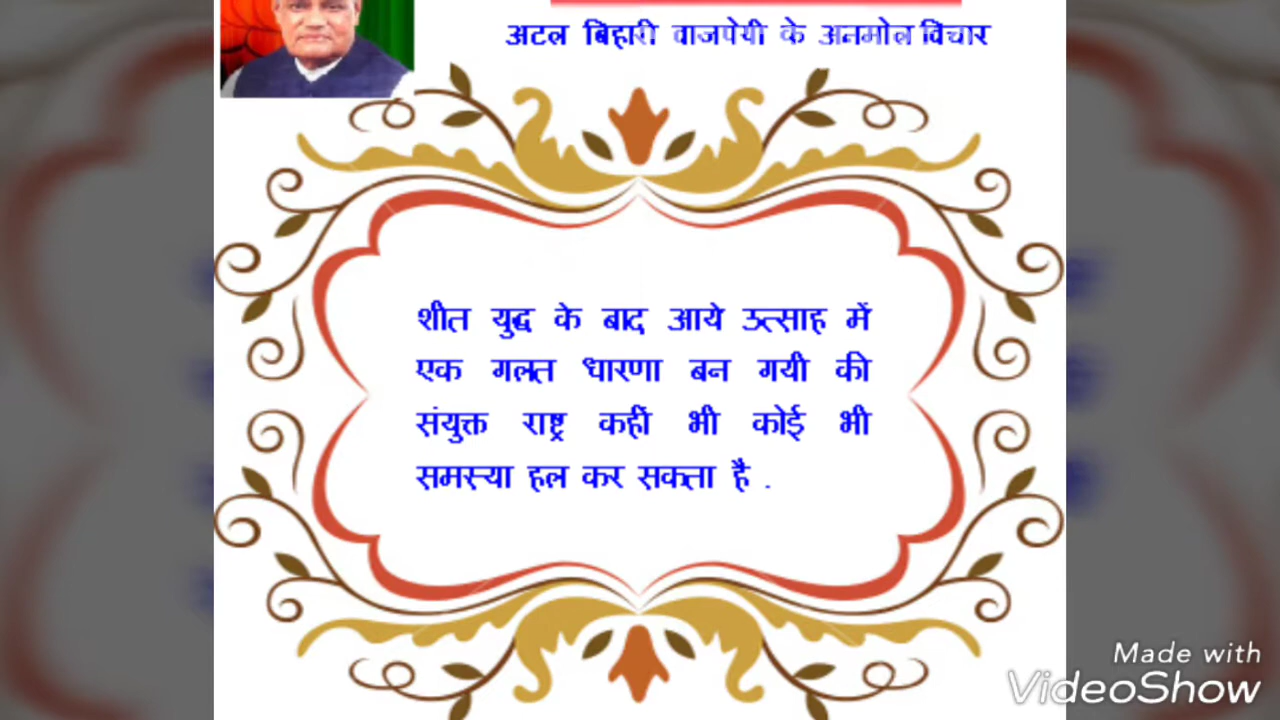 अटल बिहारी वाजपेयी के अनमोल विचार
शीत युद्ध के बाद आये उत्साह में
एक गलत धारणा बन गयी की
संयुक्त राष्ट्र कहीं भी कोई भी
समस्या हल कर सकता है .
Made with
VideoShow